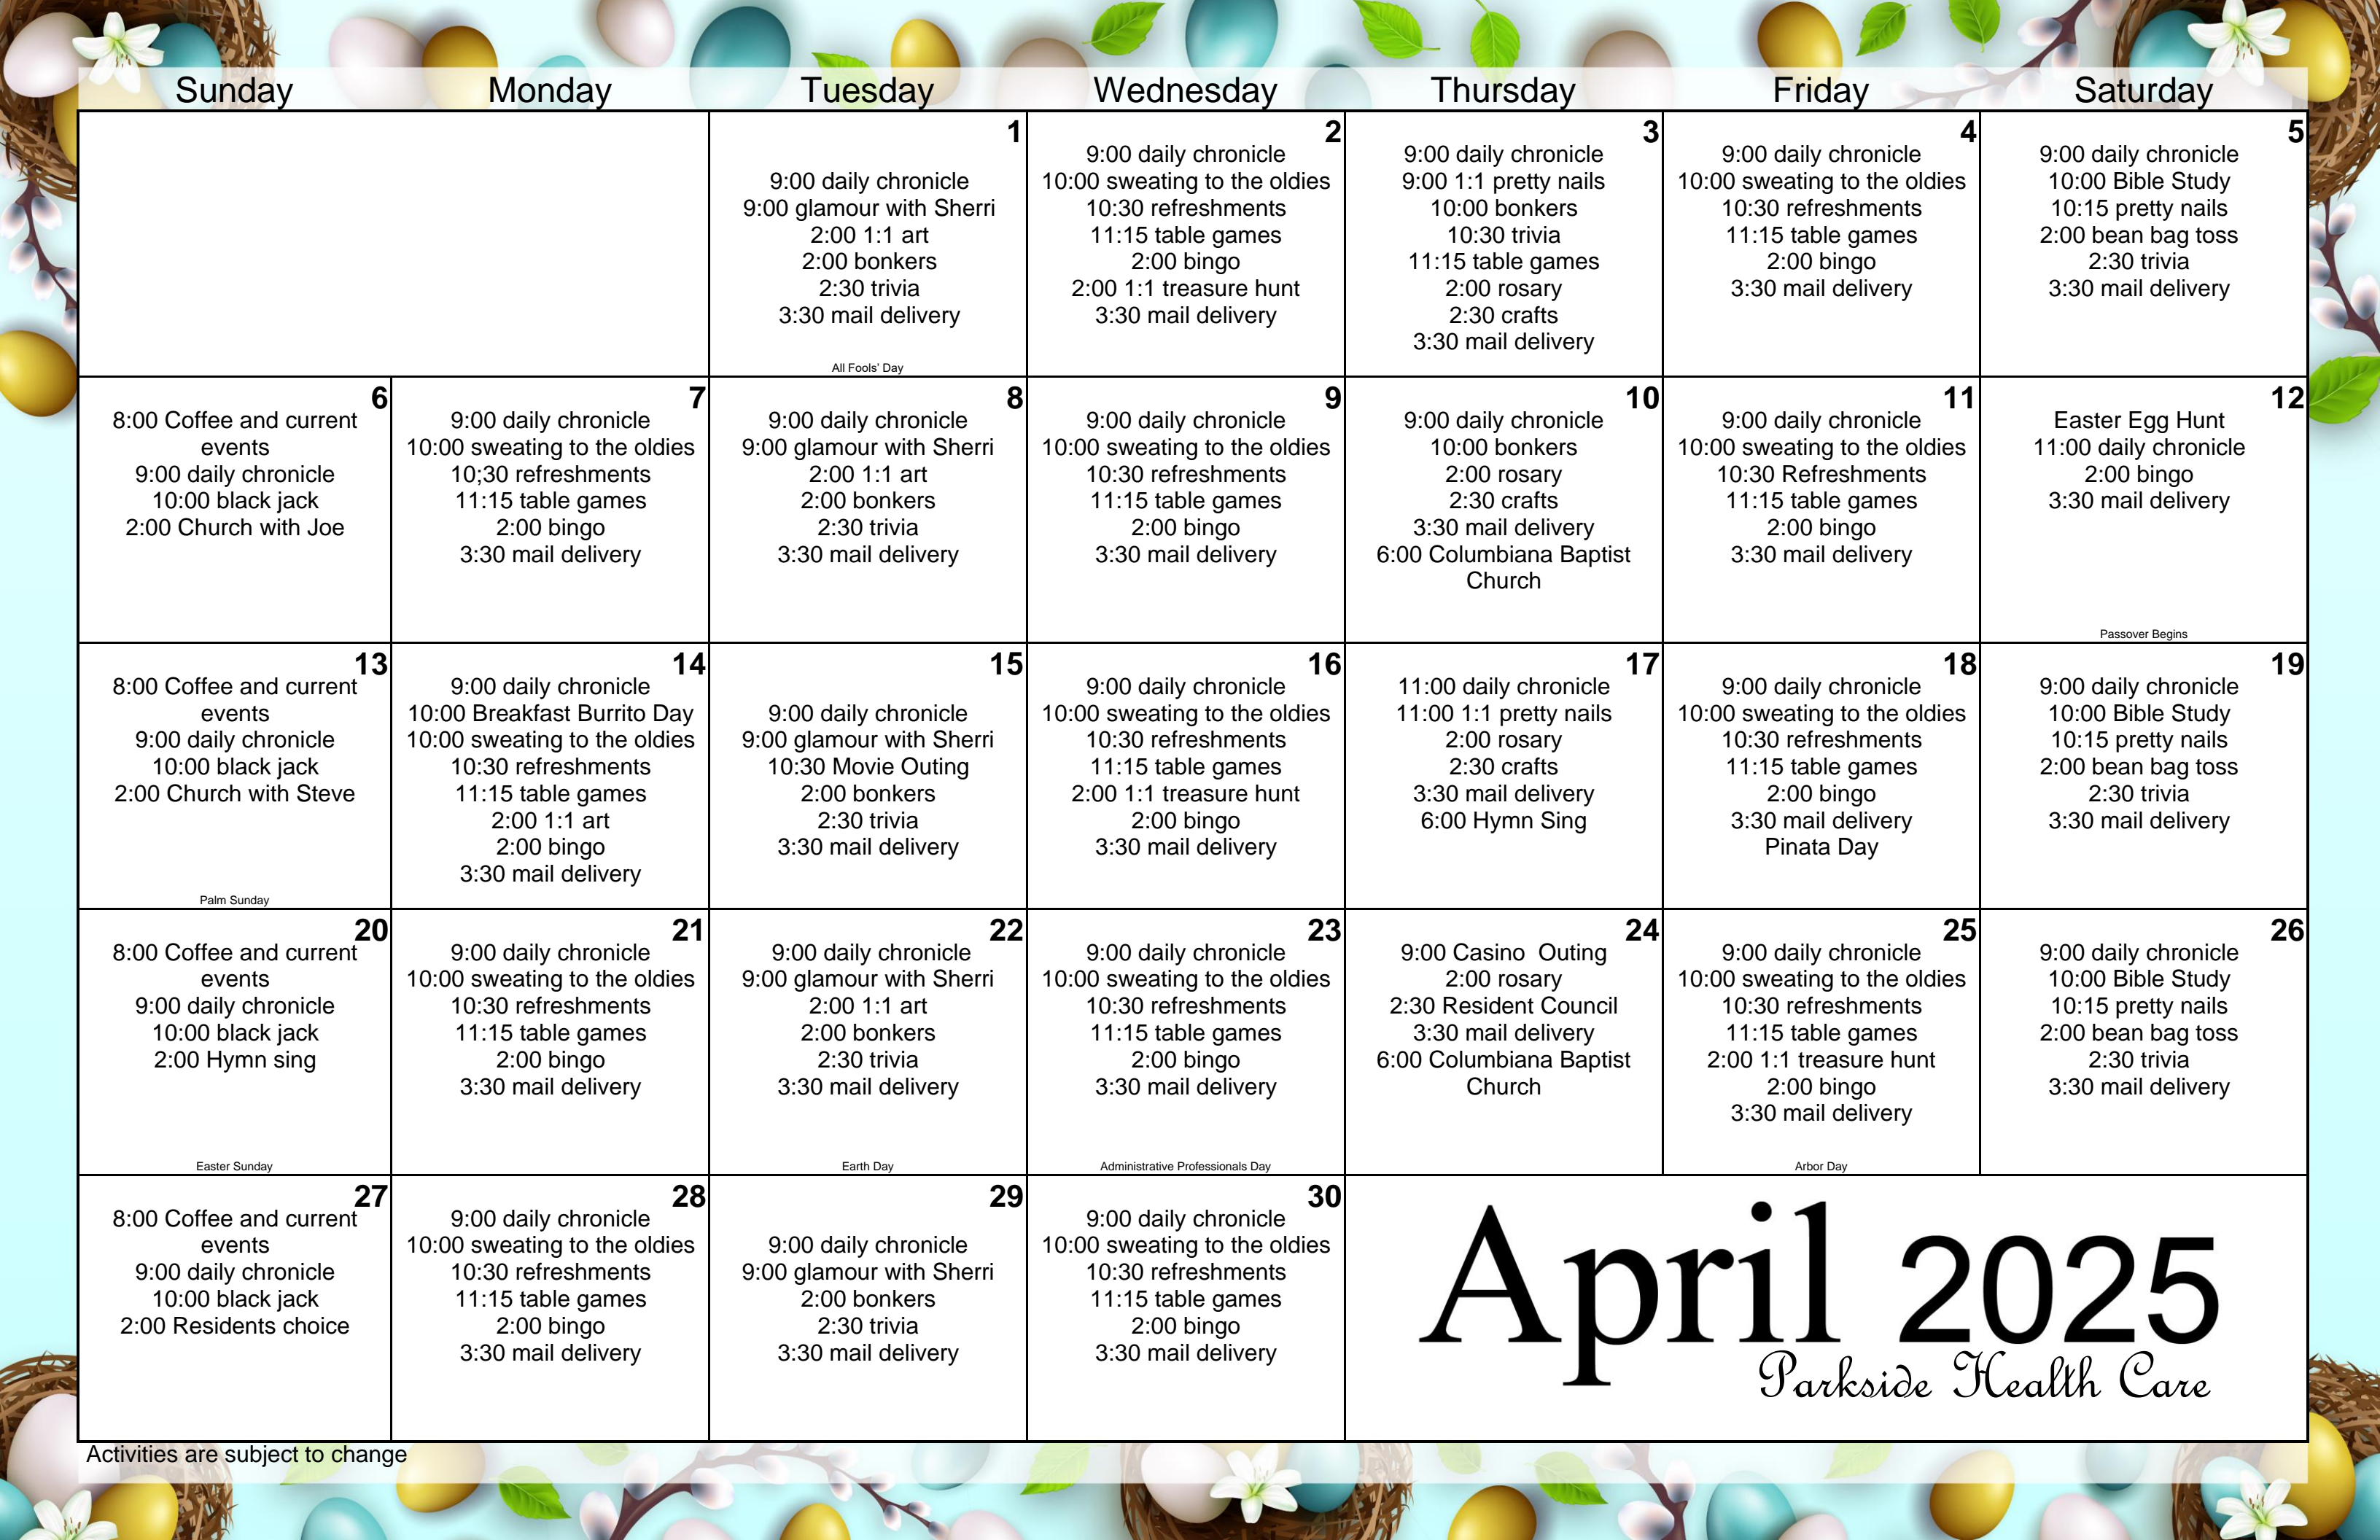 Sunday Monday Tuesday Wednesday Thursday Friday Saturday
1
9:00 daily chronicle
9:00 glamour with Sherri
2:00 1:1 art
2:00 bonkers
2:30 trivia
3:30 mail delivery
All Fools' Day
2
9:00 daily chronicle
10:00 sweating to the oldies
10:30 refreshments
11:15 table games
2:00 bingo
2:00 1:1 treasure hunt
3:30 mail delivery
3
9:00 daily chronicle
9:00 1:1 pretty nails
10:00 bonkers
10:30 trivia
11:15 table games
2:00 rosary
2:30 crafts
3:30 mail delivery
4
9:00 daily chronicle
10:00 sweating to the oldies
10:30 refreshments
11:15 table games
2:00 bingo
3:30 mail delivery
5
9:00 daily chronicle
10:00 Bible Study
10:15 pretty nails
2:00 bean bag toss
2:30 trivia
3:30 mail delivery
6
8:00 Coffee and current
events
9:00 daily chronicle
10:00 black jack
2:00 Church with Joe
7
9:00 daily chronicle
10:00 sweating to the oldies
10;30 refreshments
11:15 table games
2:00 bingo
3:30 mail delivery
8
9:00 daily chronicle
9:00 glamour with Sherri
2:00 1:1 art
2:00 bonkers
2:30 trivia
3:30 mail delivery
9
9:00 daily chronicle
10:00 sweating to the oldies
10:30 refreshments
11:15 table games
2:00 bingo
3:30 mail delivery
10
9:00 daily chronicle
10:00 bonkers
2:00 rosary
2:30 crafts
3:30 mail delivery
6:00 Columbiana Baptist
Church
11
9:00 daily chronicle
10:00 sweating to the oldies
10:30 Refreshments
11:15 table games
2:00 bingo
3:30 mail delivery
12
Easter Egg Hunt
11:00 daily chronicle
2:00 bingo
3:30 mail delivery
Passover Begins
13
8:00 Coffee and current
events
9:00 daily chronicle
10:00 black jack
2:00 Church with Steve
Palm Sunday
14
9:00 daily chronicle
10:00 Breakfast Burrito Day
10:00 sweating to the oldies
10:30 refreshments
11:15 table games
2:00 1:1 art
2:00 bingo
3:30 mail delivery
15
9:00 daily chronicle
9:00 glamour with Sherri
10:30 Movie Outing
2:00 bonkers
2:30 trivia
3:30 mail delivery
16
9:00 daily chronicle
10:00 sweating to the oldies
10:30 refreshments
11:15 table games
2:00 1:1 treasure hunt
2:00 bingo
3:30 mail delivery
17
11:00 daily chronicle
11:00 1:1 pretty nails
2:00 rosary
2:30 crafts
3:30 mail delivery
6:00 Hymn Sing
18
9:00 daily chronicle
10:00 sweating to the oldies
10:30 refreshments
11:15 table games
2:00 bingo
3:30 mail delivery
Pinata Day
19
9:00 daily chronicle
10:00 Bible Study
10:15 pretty nails
2:00 bean bag toss
2:30 trivia
3:30 mail delivery
20
8:00 Coffee and current
events
9:00 daily chronicle
10:00 black jack
2:00 Hymn sing
Easter Sunday
21
9:00 daily chronicle
10:00 sweating to the oldies
10:30 refreshments
11:15 table games
2:00 bingo
3:30 mail delivery
22
9:00 daily chronicle
9:00 glamour with Sherri
2:00 1:1 art
2:00 bonkers
2:30 trivia
3:30 mail delivery
Earth Day
23
9:00 daily chronicle
10:00 sweating to the oldies
10:30 refreshments
11:15 table games
2:00 bingo
3:30 mail delivery
Administrative Professionals Day
24
9:00 Casino Outing
2:00 rosary
2:30 Resident Council
3:30 mail delivery
6:00 Columbiana Baptist
Church
25
9:00 daily chronicle
10:00 sweating to the oldies
10:30 refreshments
11:15 table games
2:00 1:1 treasure hunt
2:00 bingo
3:30 mail delivery
Arbor Day
26
9:00 daily chronicle
10:00 Bible Study
10:15 pretty nails
2:00 bean bag toss
2:30 trivia
3:30 mail delivery
27
8:00 Coffee and current
events
9:00 daily chronicle
10:00 black jack
2:00 Residents choice
28
9:00 daily chronicle
10:00 sweating to the oldies
10:30 refreshments
11:15 table games
2:00 bingo
3:30 mail delivery
29
9:00 daily chronicle
9:00 glamour with Sherri
2:00 bonkers
2:30 trivia
3:30 mail delivery
30
9:00 daily chronicle
10:00 sweating to the oldies
10:30 refreshments
11:15 table games
2:00 bingo
3:30 mail delivery
April 2025
Parkside Health Care
Activities are subject to change